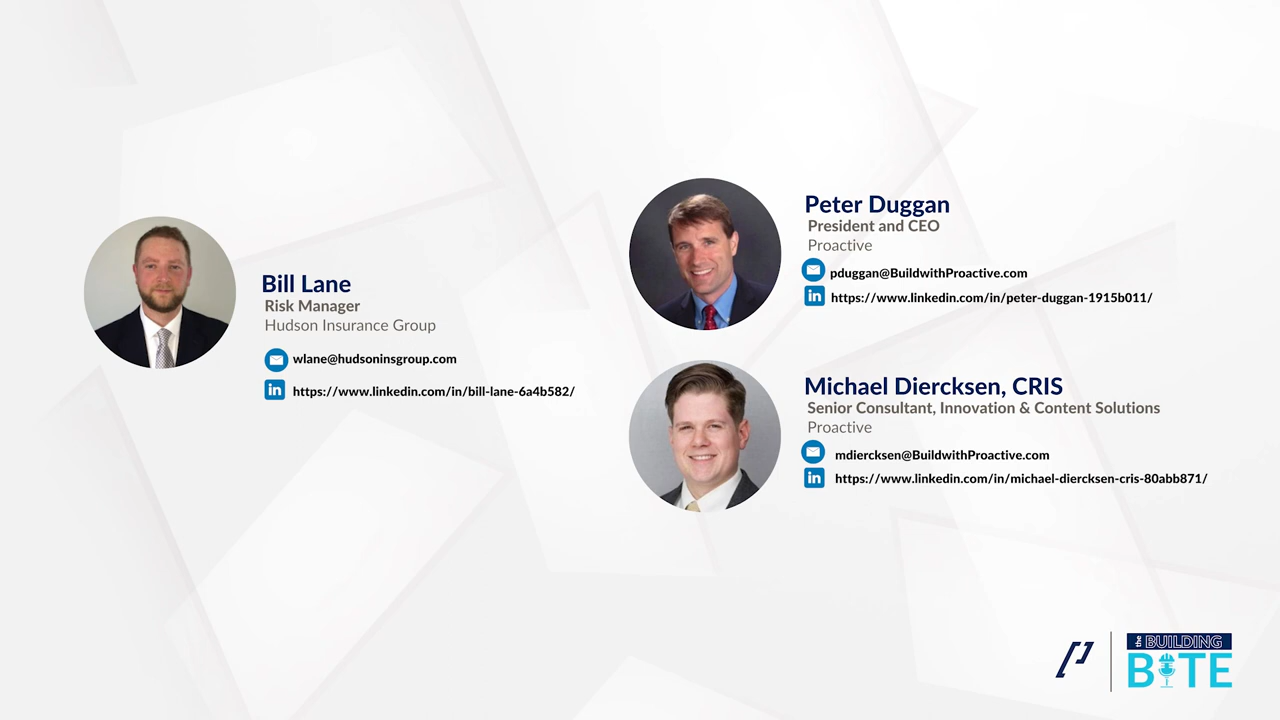 Bill Lane
Risk Manager
Hudson Insurance Group
wlane@hudsoninsgroup.com
in
https://www.linkedin.com/in/bill-lane-6a4b582/
Peter Duggan
President and CEO
Proactive
pduggan@BuildwithProactive.com
in
https://www.linkedin.com/in/peter-duggan-1915b011/
Michael Diercksen, CRIS
Senior Consultant, Innovation & Content Solutions
Proactive
mdiercksen@BuildwithProactive.com
in
https://www.linkedin.com/in/michael-diercksen-cris-80abb871/
the BUILDING
BITE